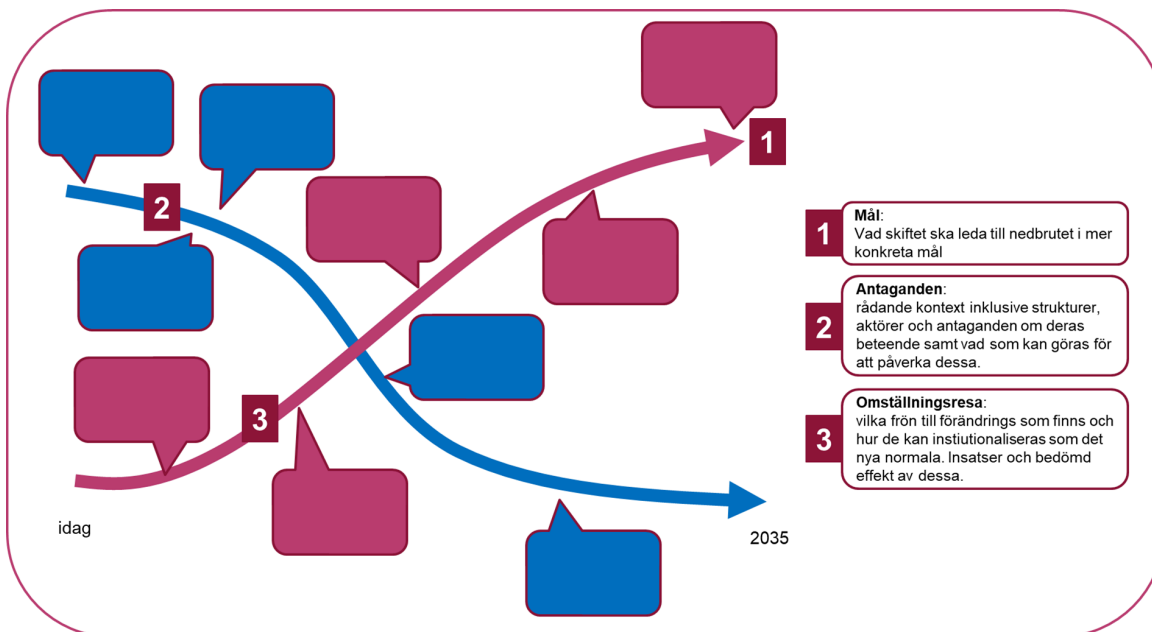 1
2
3
idag
2035
1
Mål:
Vad skiftet ska leda till nedbrutet i mer
konkreta mål
2
Antaganden:
rådande kontext inklusive strukturer,
aktörer och antaganden om deras
beteende samt vad som kan göras för
att påverka dessa.
3
Omställningsresa:
vilka frön till förändrings som finns och
hur de kan instiutionaliseras som det
nya normala. Insatser och bedömd
effekt av dessa.